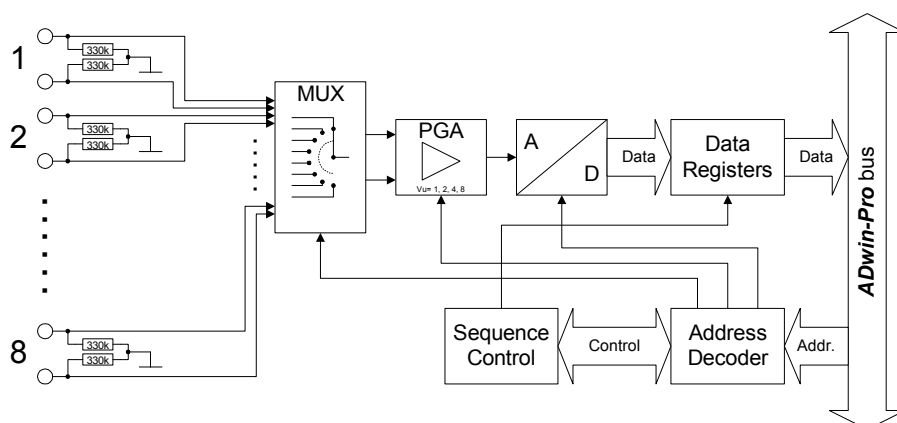 1
330k
330k
2
330k
330k
8
330k
330k
MUX
PGA
Vu= 1, 2, 4, 8
A
D
Data
Data
Registers
Data
Sequence
Control
Control
Address
Decoder
Addr.
ADwin-Pro bus